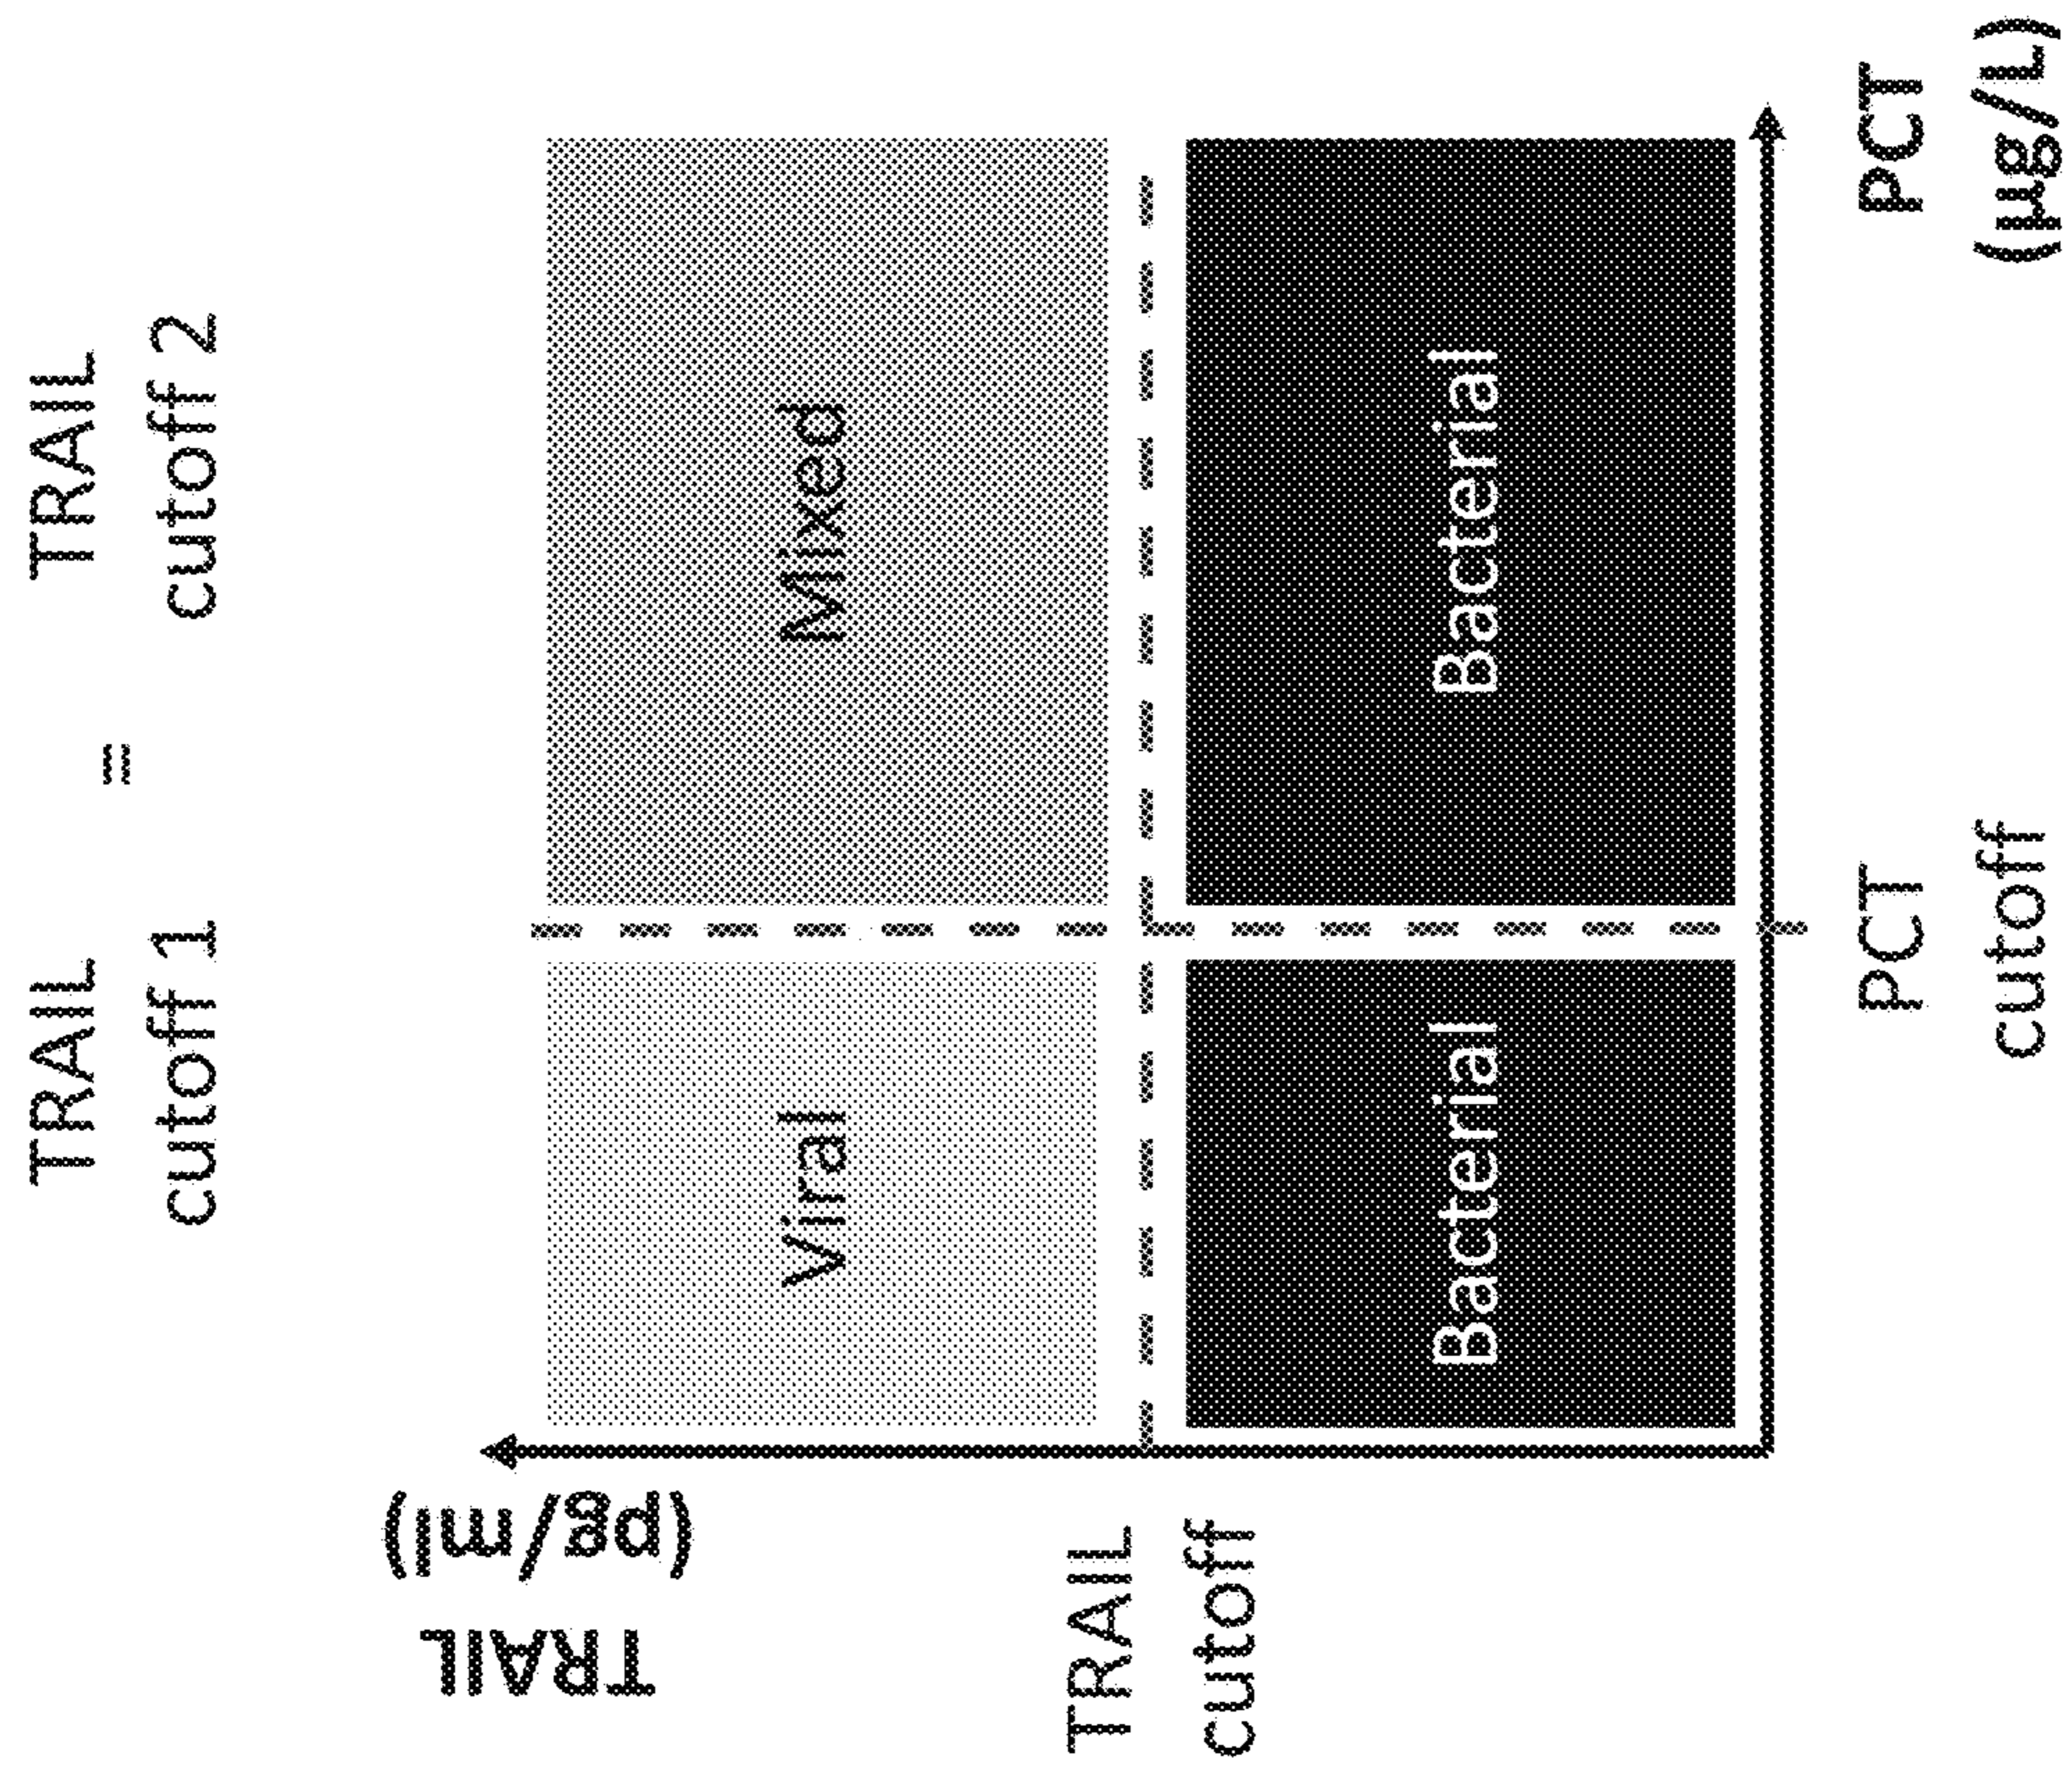 TRAIL
cutoff 1
=
TRAIL
cutoff 2
TRAIL
(pg/ml)
Viral
Mixed
TRAIL
cutoff
Bacterial
Bacterial
PCT
cutoff
PCT
(µg/L)